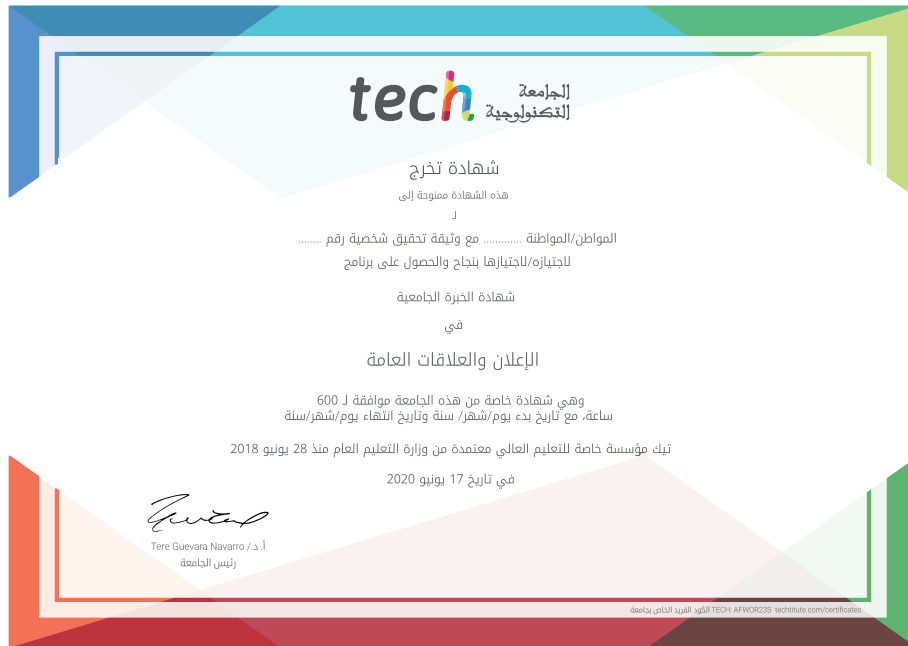 tech الجامعة
التكنولوجية
شهادة تخرج
هذه الشهادة ممنوحة إلى
لـ
المواطن/المواطنة ............. مع وثيقة تحقيق شخصية رقم ........
لاجتيازه/لاجتيازها بنجاح والحصول على برنامج
شهادة الخبرة الجامعية
في
الإعلان والعلاقات العامة
وهي شهادة خاصة من هذه الجامعة موافقة لـ 600
ساعة، مع تاريخ بدء يوم/شهر/ سنة وتاريخ انتهاء يوم/شهر/سنة
تيك مؤسسة خاصة للتعليم العالي معتمدة من وزارة التعليم العام منذ 28 يونيو 2018
في تاريخ 17 يونيو 2020
أ. د./ Tere Guevara Navarro
رئيس الجامعة
الكود الفريد الخاص بجامعة TECH: AFWOR23S techtitute.com/certificates